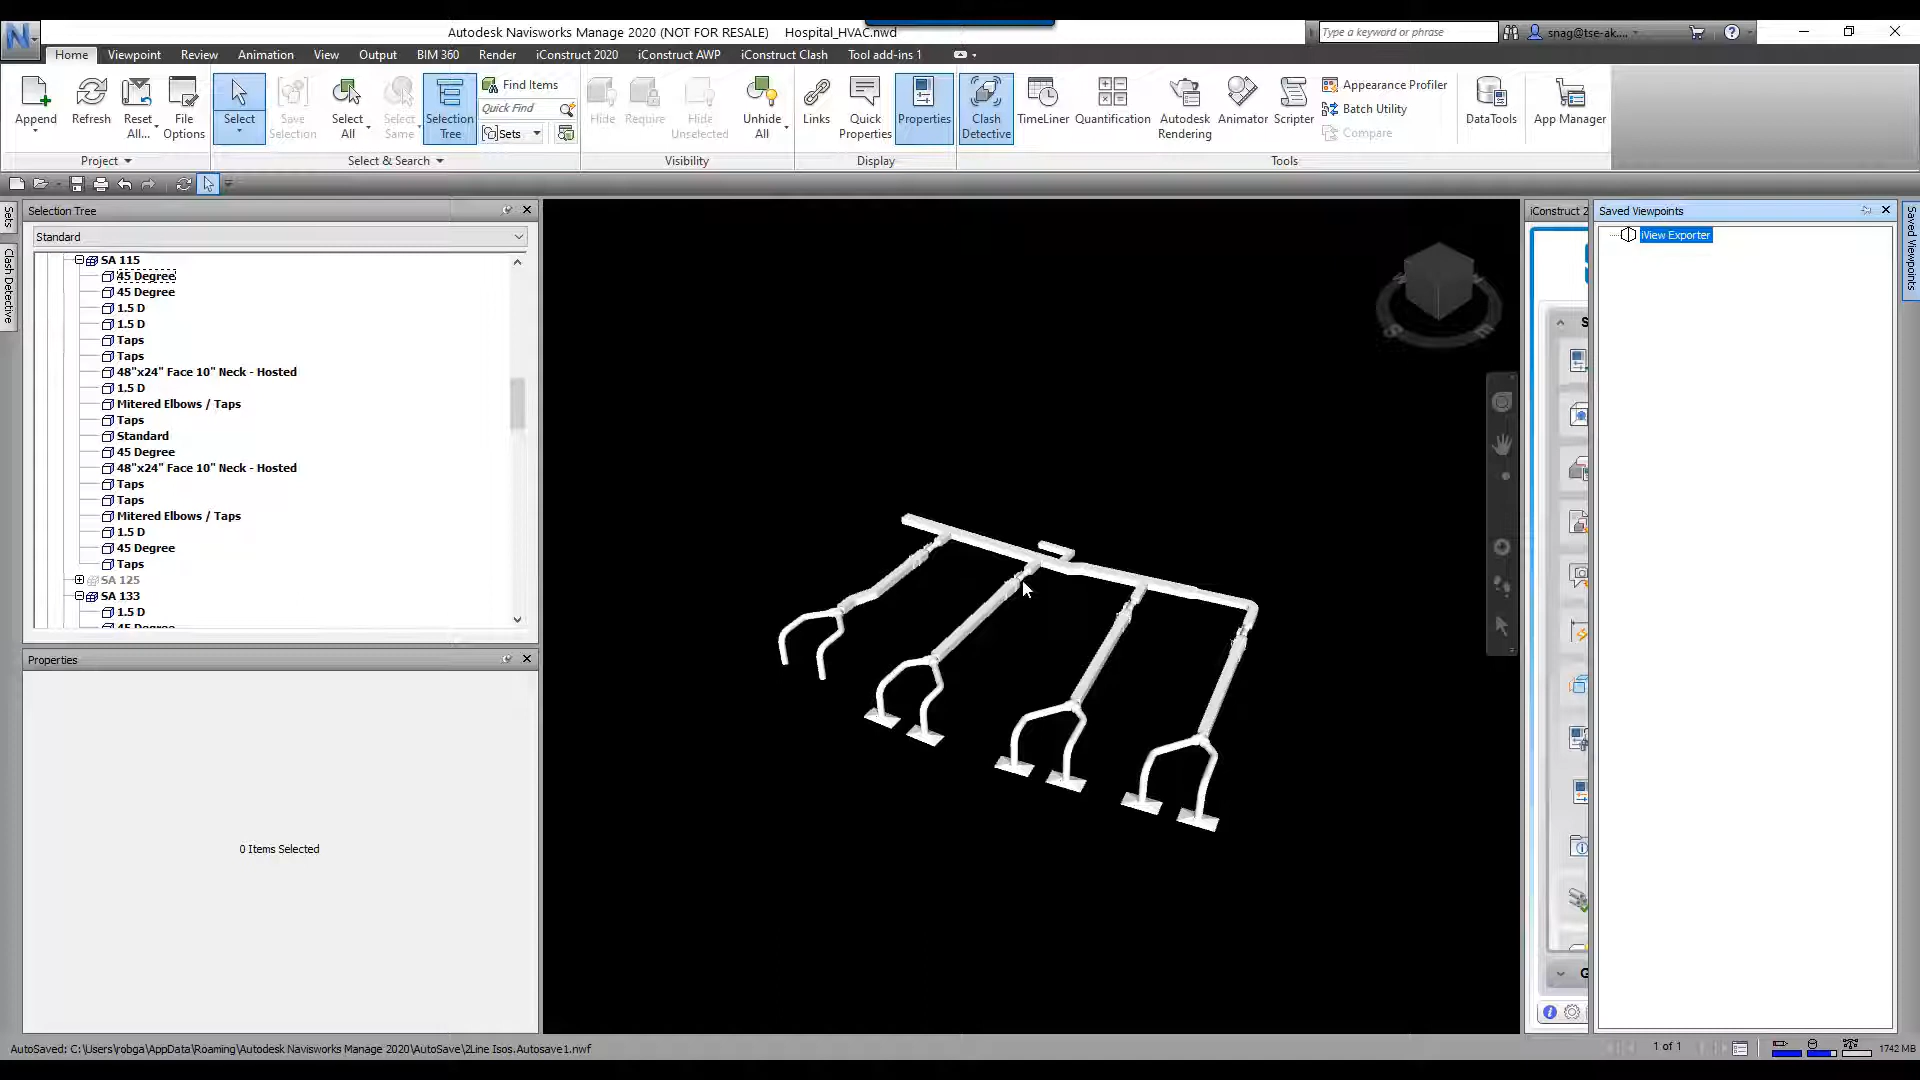 Autodesk Navisworks Manage 2020 (NOT FOR RESALE) Hospital_HVAC.nwd
Type a keyword or phrase
snag@tse-ak....
Home Viewpoint Review Animation View Output BIM 360 Render iConstruct 2020 iConstruct AWP iConstruct Clash Tool add-ins 1
Append
Refresh
Reset All...
File Options
Select
Save Selection
Select All
Select Same
Selection Tree
Find Items
Quick Find
Sets
Hide
Require
Hide Unselected
Unhide All
Links
Quick Properties
Properties
Clash Detective
TimeLiner
Quantification
Autodesk Rendering
Animator
Scripter
Appearance Profiler
Batch Utility
Compare
DataTools
App Manager
Project
Select & Search
Visibility
Display
Tools
Sets
Clash Detective
Selection Tree
Standard
SA 115
45 Degree
45 Degree
1.5 D
1.5 D
Taps
Taps
48"x24" Face 10" Neck - Hosted
1.5 D
Mitered Elbows / Taps
Taps
Standard
45 Degree
48"x24" Face 10" Neck - Hosted
Taps
Taps
Mitered Elbows / Taps
1.5 D
45 Degree
Taps
SA 125
SA 133
1.5 D
45 Degree
Properties
0 Items Selected
iConstruct 2
Saved Viewpoints
iView Exporter
Saved Viewpoints
AutoSaved: C:\Users\robga\AppData\Roaming\Autodesk Navisworks Manage 2020\AutoSave\2Line Isos.Autosave1.nwf
1 of 1
1742 MB